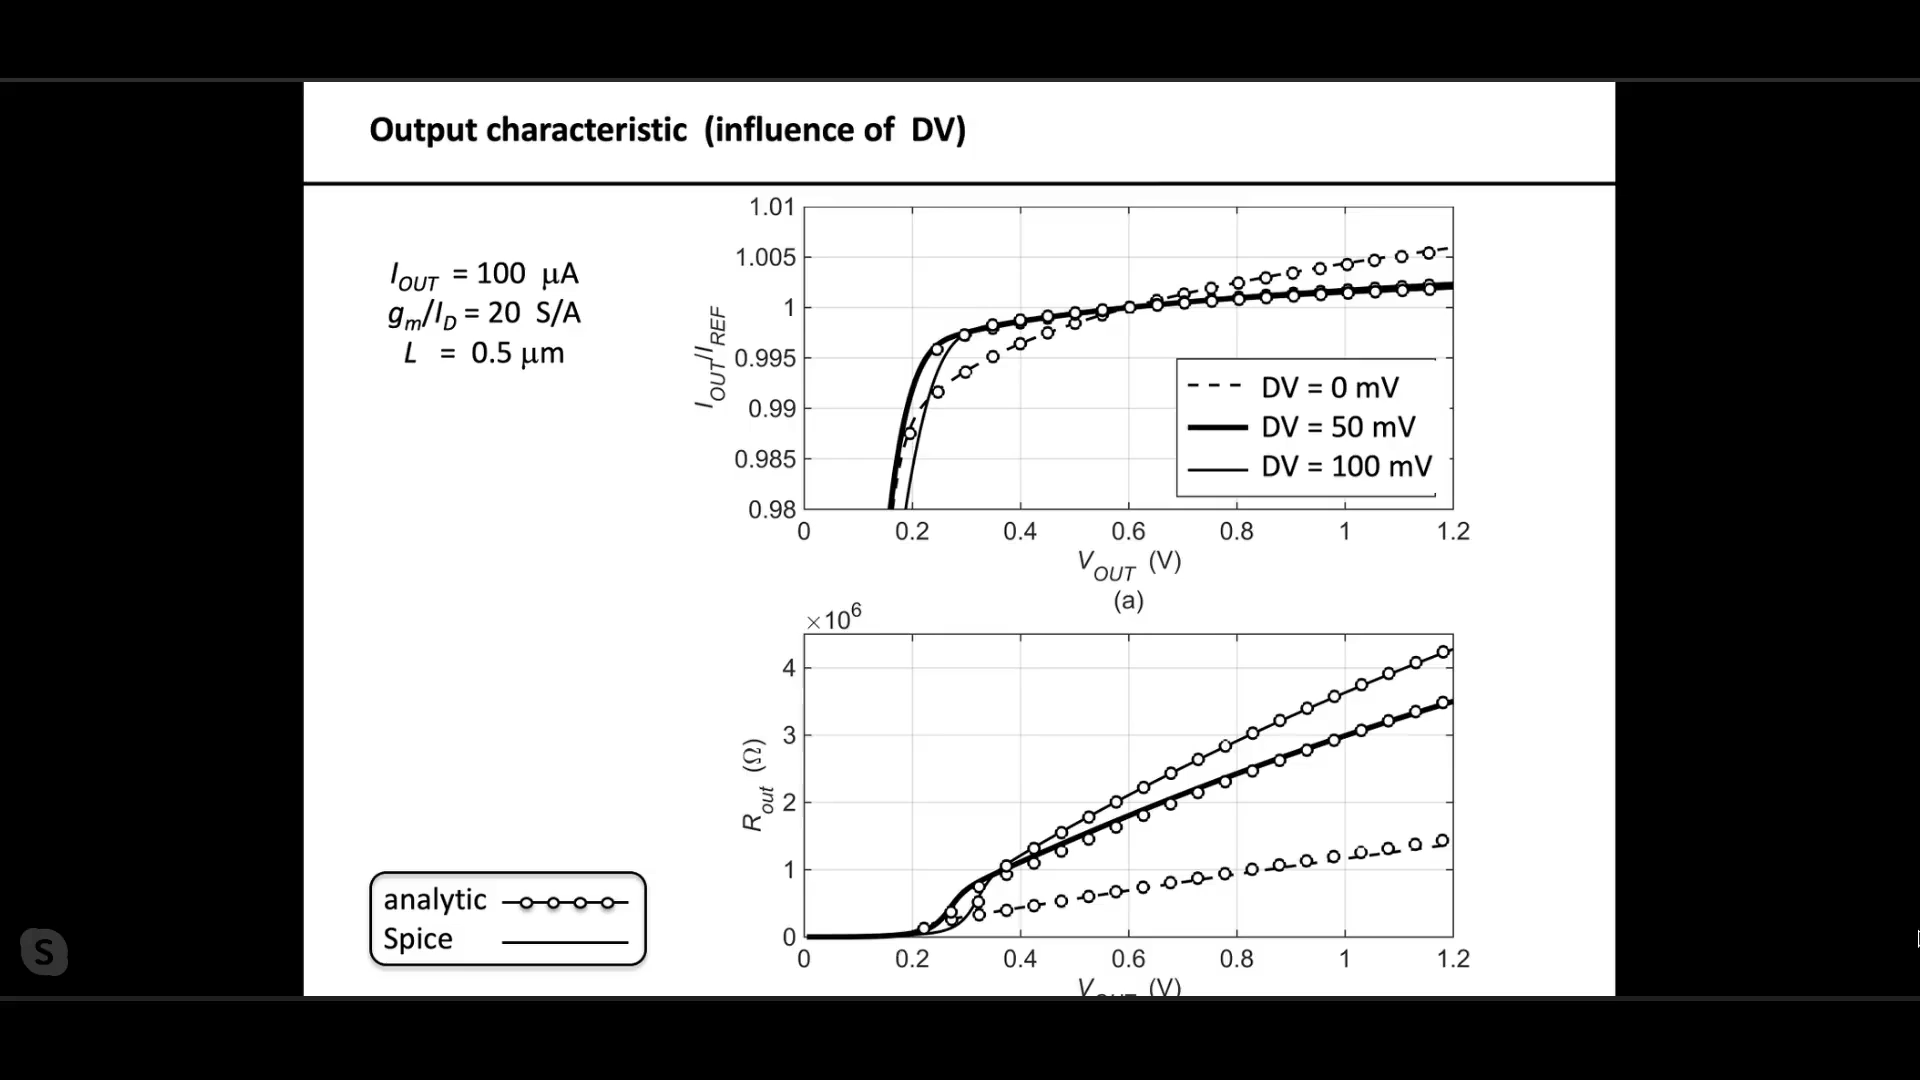 Output characteristic (influence of DV)
I_OUT = 100 μA
g_m/I_D = 20 S/A
L = 0.5 μm
1.01
1.005
1
0.995
0.99
0.985
0.98
I_OUT/I_REF
DV = 0 mV
DV = 50 mV
DV = 100 mV
0 0.2 0.4 0.6 0.8 1 1.2
V_OUT (V)
(a)
×10^6
4
3
2
1
0
R_out (Ω)
0 0.2 0.4 0.6 0.8 1 1.2
V_OUT (V)
analytic
Spice
S